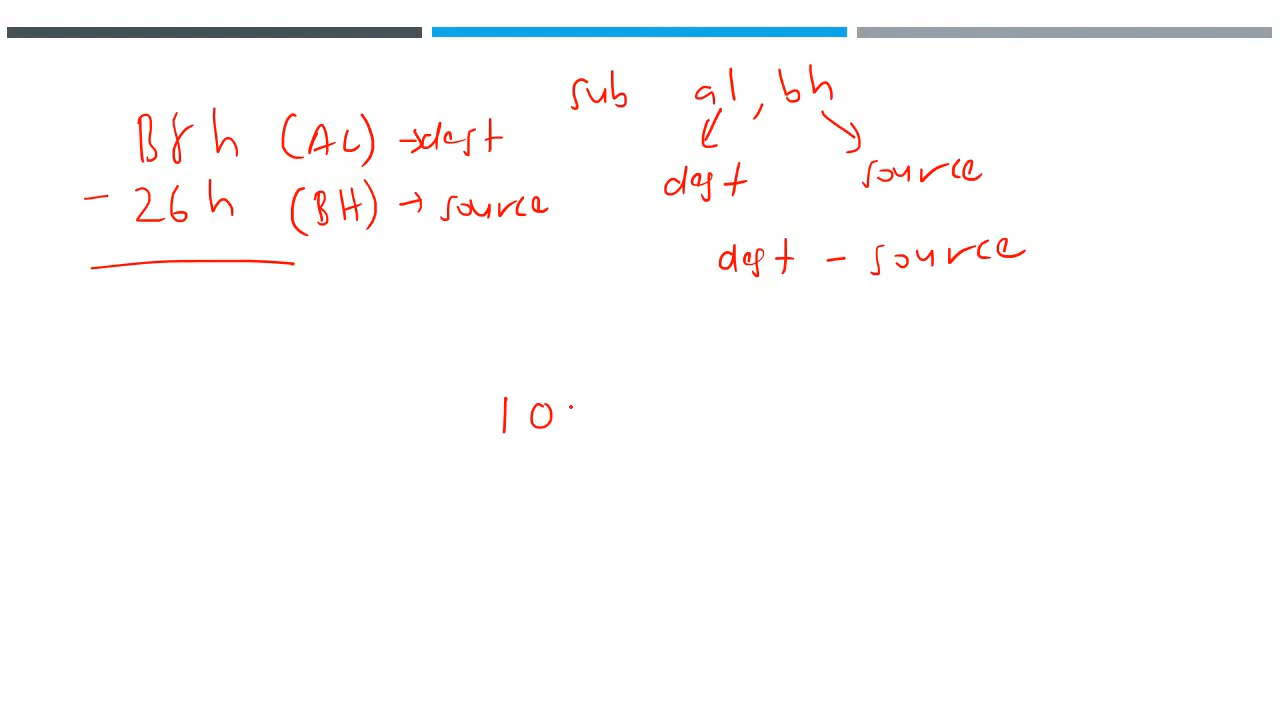 sub al, bh
B8h (AL) → dest
dest source
- 26h (BH) → source
dest - source
10